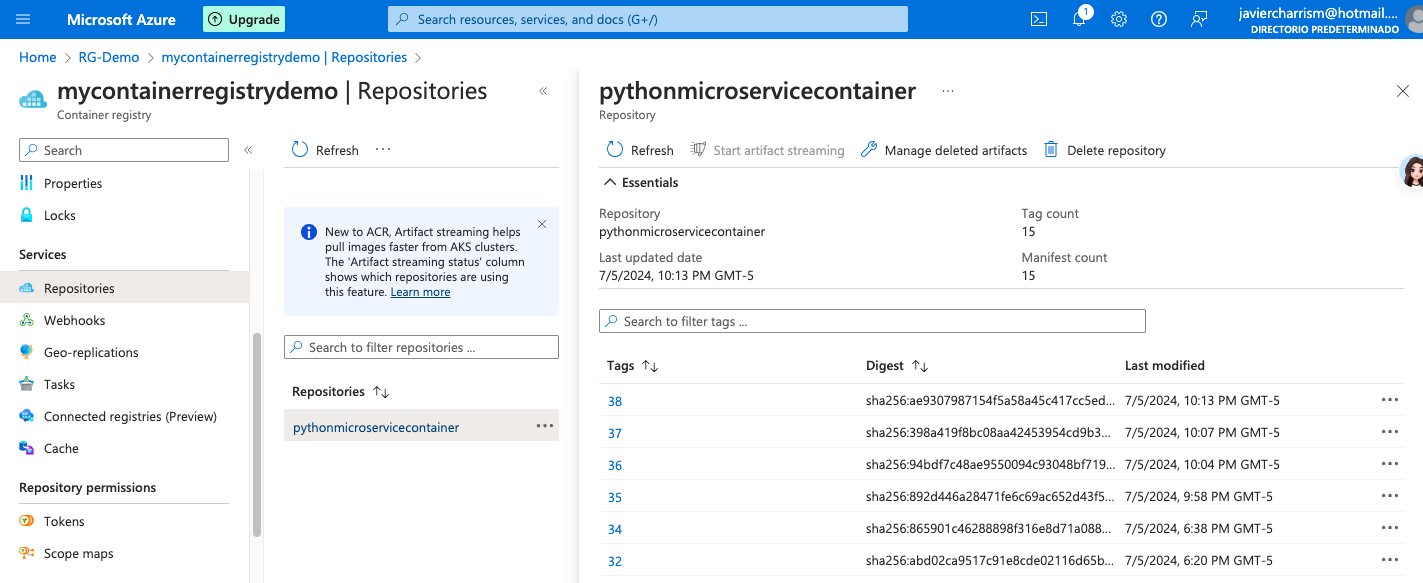 Microsoft Azure
Upgrade
Search resources, services, and docs (G+/)
1
javiercharrism@hotmail....
DIRECTORIO PREDETERMINADO
Home > RG-Demo > mycontainerregistrydemo | Repositories >
mycontainerregistrydemo | Repositories
Container registry
Search
Properties
Locks
Services
Repositories
Webhooks
Geo-replications
Tasks
Connected registries (Preview)
Cache
Repository permissions
Tokens
Scope maps
Refresh
New to ACR, Artifact streaming helps
pull images faster from AKS clusters.
The 'Artifact streaming status' column
shows which repositories are using
this feature. Learn more
Search to filter repositories ...
Repositories
pythonmicroservicecontainer
pythonmicroservicecontainer
Repository
Refresh Start artifact streaming Manage deleted artifacts Delete repository
Essentials
Repository
pythonmicroservicecontainer
Last updated date
7/5/2024, 10:13 PM GMT-5
Tag count
15
Manifest count
15
Search to filter tags ...
Tags Digest Last modified
38 sha256:ae9307987154f5a58a45c417cc5ed... 7/5/2024, 10:13 PM GMT-5
37 sha256:398a419f8bc08aa42453954cd9b3... 7/5/2024, 10:07 PM GMT-5
36 sha256:94bdf7c48ae9550094c93048bf719... 7/5/2024, 10:04 PM GMT-5
35 sha256:892d446a28471fe6c69ac652d43f5... 7/5/2024, 9:58 PM GMT-5
34 sha256:865901c46288898f316e8d71a088... 7/5/2024, 6:38 PM GMT-5
32 sha256:abd02ca9517c91e8cde02116d65b... 7/5/2024, 6:20 PM GMT-5